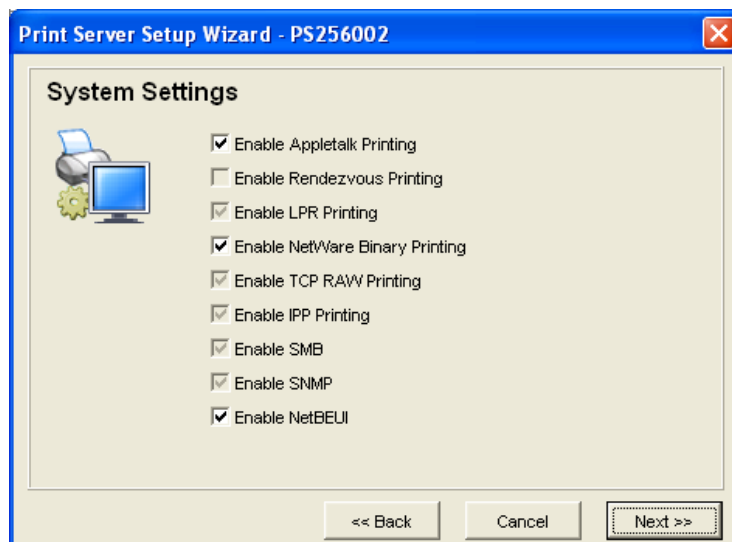 Print Server Setup Wizard - PS256002
System Settings
Enable Appletalk Printing
Enable Rendezvous Printing
Enable LPR Printing
Enable NetWare Binary Printing
Enable TCP RAW Printing
Enable IPP Printing
Enable SMB
Enable SNMP
Enable NetBEUI
<< Back
Cancel
Next >>